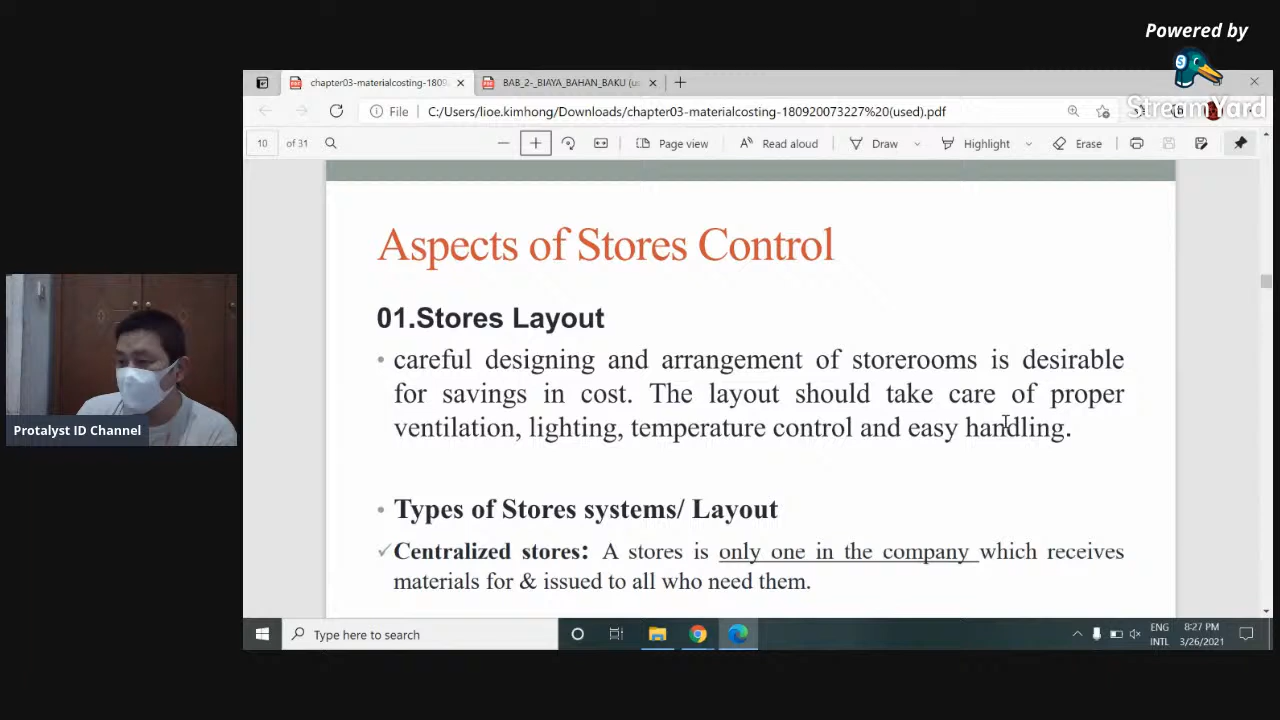 Powered by
S
StreamYard
chapter03-materialcosting-1809
BAB_2-_BIAYA_BAHAN_BAKU (u
File C:/Users/lioe.kimhong/Downloads/chapter03-materialcosting-180920073227%20(used).pdf
10 of 31 Page view Read aloud Draw Highlight Erase
Aspects of Stores Control
01.Stores Layout
• careful designing and arrangement of storerooms is desirable
for savings in cost. The layout should take care of proper
ventilation, lighting, temperature control and easy handling.
• Types of Stores systems/ Layout
✓Centralized stores: A stores is only one in the company which receives
materials for & issued to all who need them.
Protalyst ID Channel
Type here to search
ENG
INTL
8:27 PM
3/26/2021